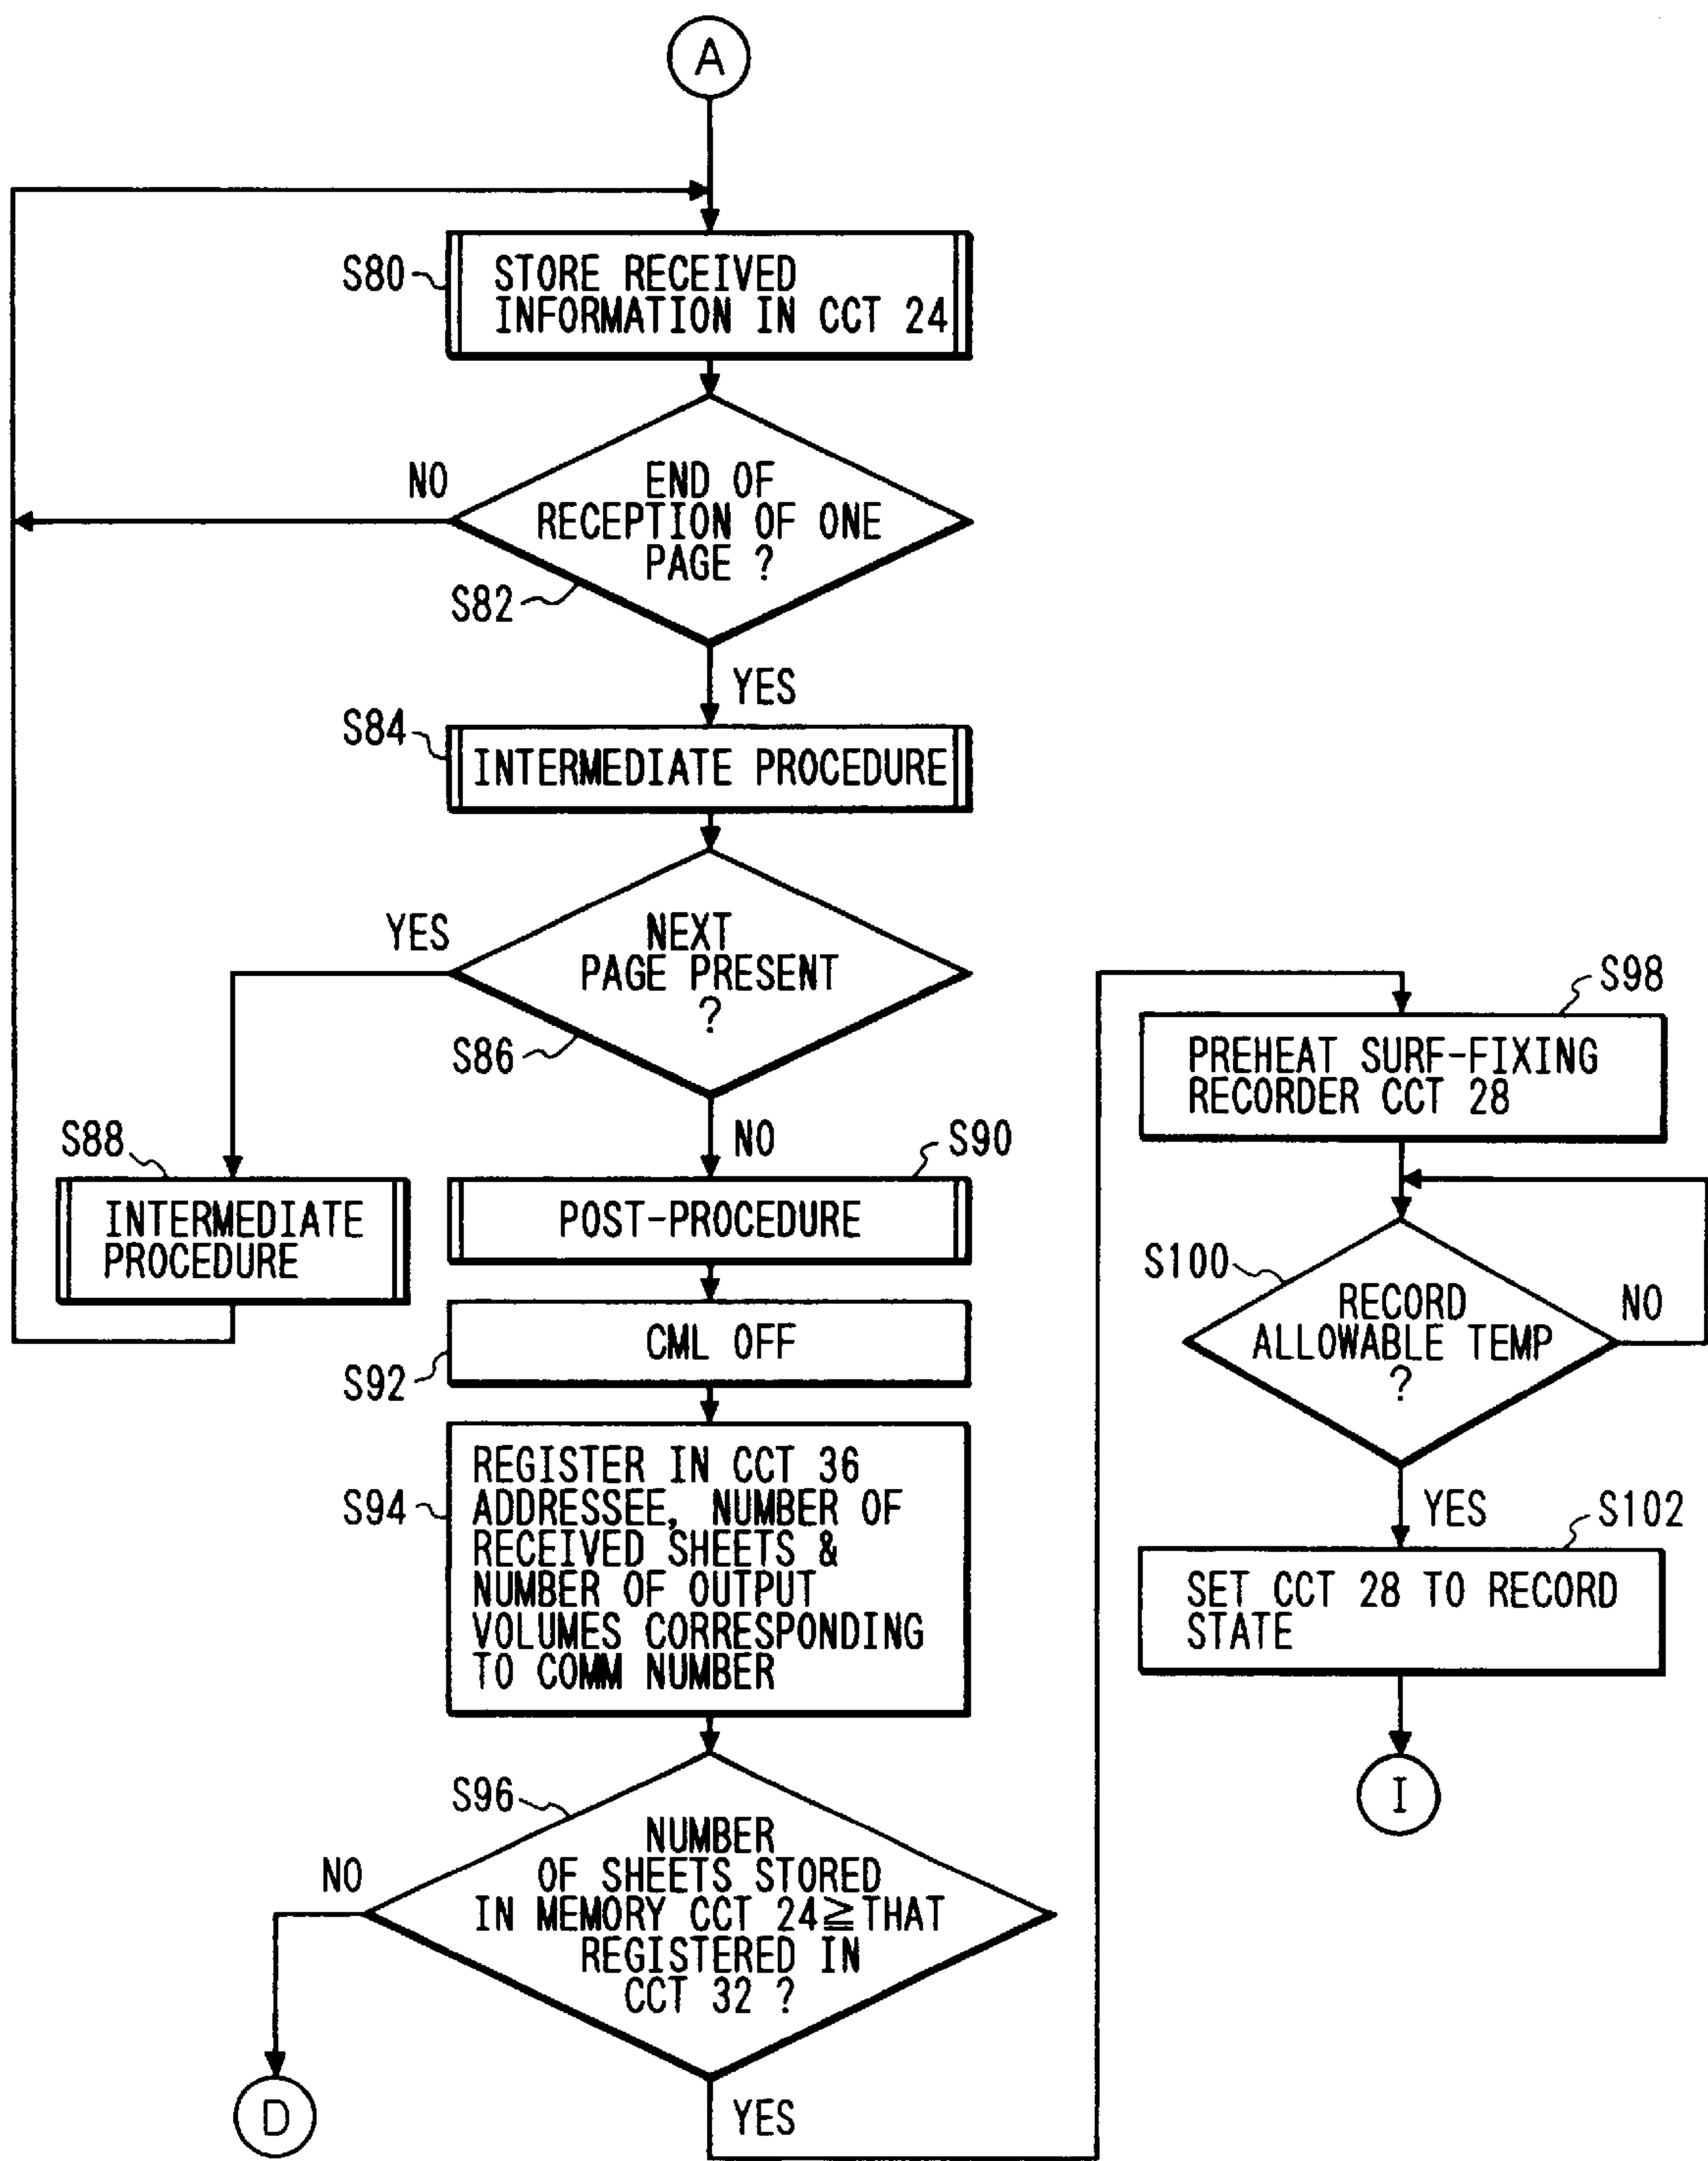 A
S80
STORE RECEIVED
INFORMATION IN CCT 24
NO
END OF
RECEPTION OF ONE
PAGE ?
S82
YES
S84
INTERMEDIATE PROCEDURE
YES
NEXT
PAGE PRESENT
?
S86
S88
INTERMEDIATE
PROCEDURE
NO
S90
POST-PROCEDURE
CML OFF
S92
S94
REGISTER IN CCT 36
ADDRESSEE, NUMBER OF
RECEIVED SHEETS &
NUMBER OF OUTPUT
VOLUMES CORRESPONDING
TO COMM NUMBER
S96
NUMBER
OF SHEETS STORED
IN MEMORY CCT 24≧THAT
REGISTERED IN
CCT 32 ?
NO
D
YES
S98
PREHEAT SURF-FIXING
RECORDER CCT 28
S100
RECORD
ALLOWABLE TEMP
?
NO
YES
S102
SET CCT 28 TO RECORD
STATE
I